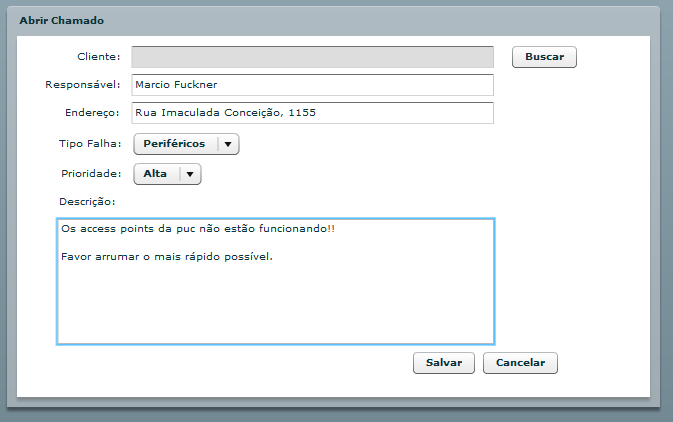 Abrir Chamado
Cliente:
Buscar
Responsável: Marcio Fuckner
Endereço: Rua Imaculada Conceição, 1155
Tipo Falha: Periféricos
Prioridade: Alta
Descrição:
Os access points da puc não estão funcionando!!
Favor arrumar o mais rápido possível.
Salvar Cancelar